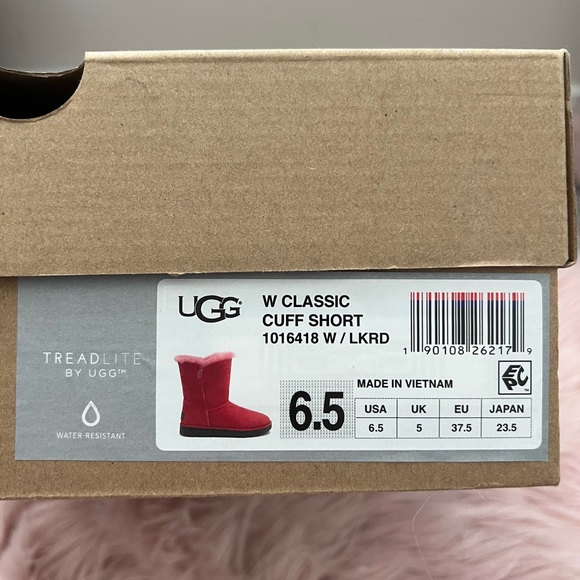 TREADLITE
BY UGG™
WATER-RESISTANT
UGG®
W CLASSIC
CUFF SHORT
1016418 W / LKRD
1 90108 26217 9
EPC
6.5
MADE IN VIETNAM
USA UK EU JAPAN
6.5 5 37.5 23.5